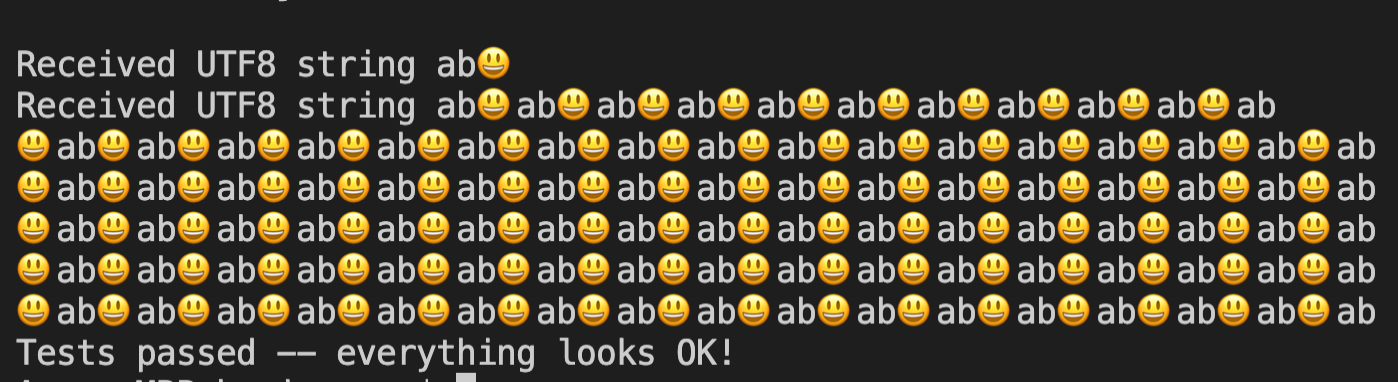 Received UTF8 string ab😃
Received UTF8 string ab😃ab😃ab😃ab😃ab😃ab😃ab😃ab😃ab😃ab😃ab
😃ab😃ab😃ab😃ab😃ab😃ab😃ab😃ab😃ab😃ab😃ab😃ab😃ab😃ab😃ab😃ab😃ab
😃ab😃ab😃ab😃ab😃ab😃ab😃ab😃ab😃ab😃ab😃ab😃ab😃ab😃ab😃ab😃ab😃ab
😃ab😃ab😃ab😃ab😃ab😃ab😃ab😃ab😃ab😃ab😃ab😃ab😃ab😃ab😃ab😃ab😃ab
😃ab😃ab😃ab😃ab😃ab😃ab😃ab😃ab😃ab😃ab😃ab😃ab😃ab😃ab😃ab😃ab😃ab
😃ab😃ab😃ab😃ab😃ab😃ab😃ab😃ab😃ab😃ab😃ab😃ab😃ab😃ab😃ab😃ab😃ab
Tests passed –– everything looks OK!